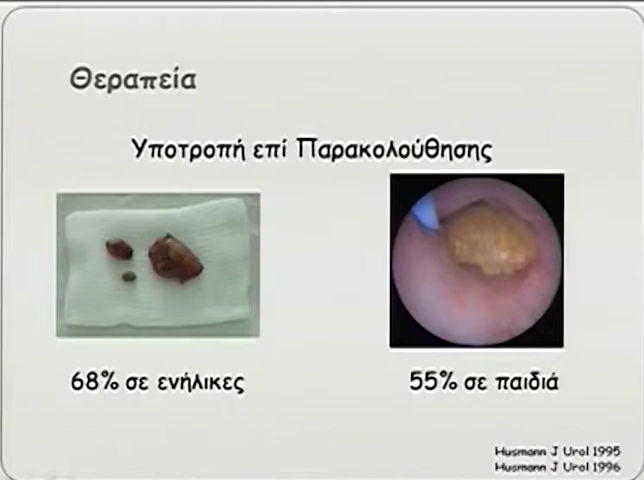 Θεραπεία
Υποτροπή επί Παρακολούθησης
68% σε ενήλικες
55% σε παιδιά
Husmann J Urol 1995
Husmann J Urol 1996